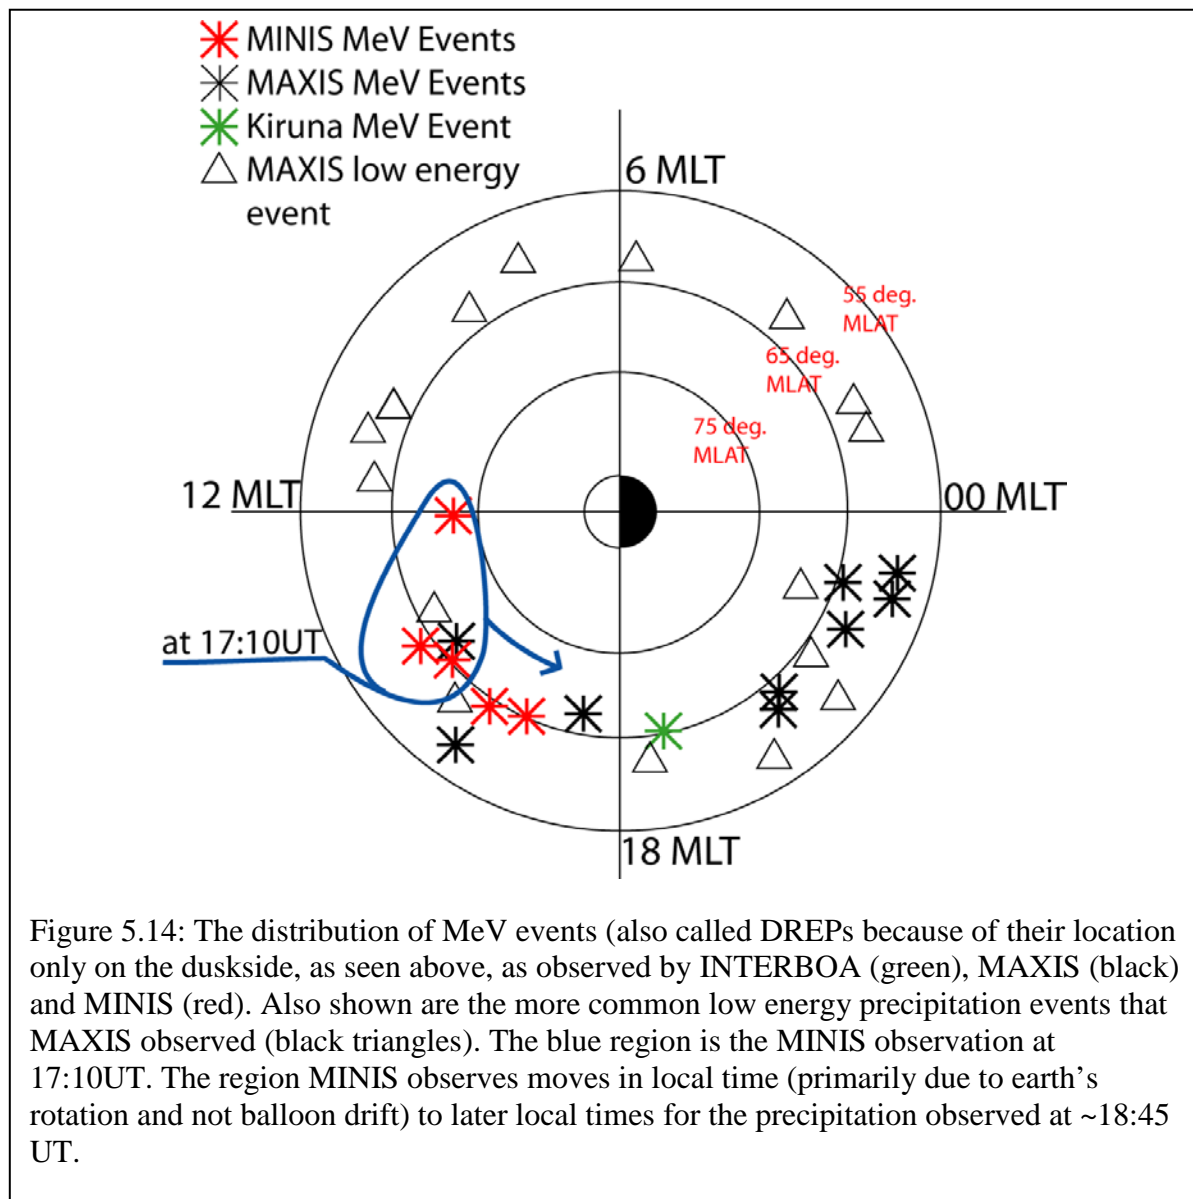 MINIS MeV Events
MAXIS MeV Events
Kiruna MeV Event
MAXIS low energy
event
6 MLT
55 deg.
MLAT
65 deg.
MLAT
75 deg.
MLAT
12 MLT
00 MLT
at 17:10UT
18 MLT
Figure 5.14: The distribution of MeV events (also called DREPs because of their location
only on the duskside, as seen above, as observed by INTERBOA (green), MAXIS (black)
and MINIS (red). Also shown are the more common low energy precipitation events that
MAXIS observed (black triangles). The blue region is the MINIS observation at
17:10UT. The region MINIS observes moves in local time (primarily due to earth’s
rotation and not balloon drift) to later local times for the precipitation observed at ~18:45
UT.